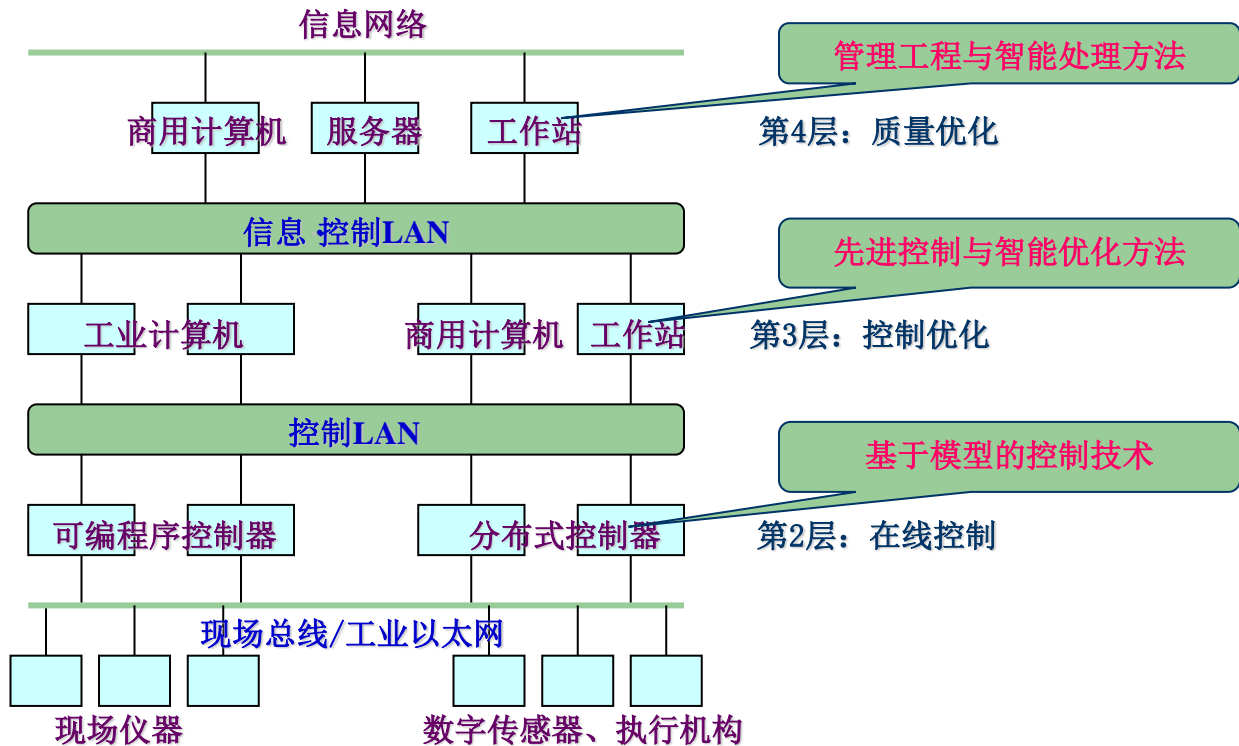 信息网络
管理工程与智能处理方法
商用计算机
服务器
工作站
第4层：质量优化
信息·控制LAN
先进控制与智能优化方法
工业计算机
商用计算机
工作站
第3层：控制优化
控制LAN
基于模型的控制技术
可编程序控制器
分布式控制器
第2层：在线控制
现场总线/工业以太网
现场仪器
数字传感器、执行机构